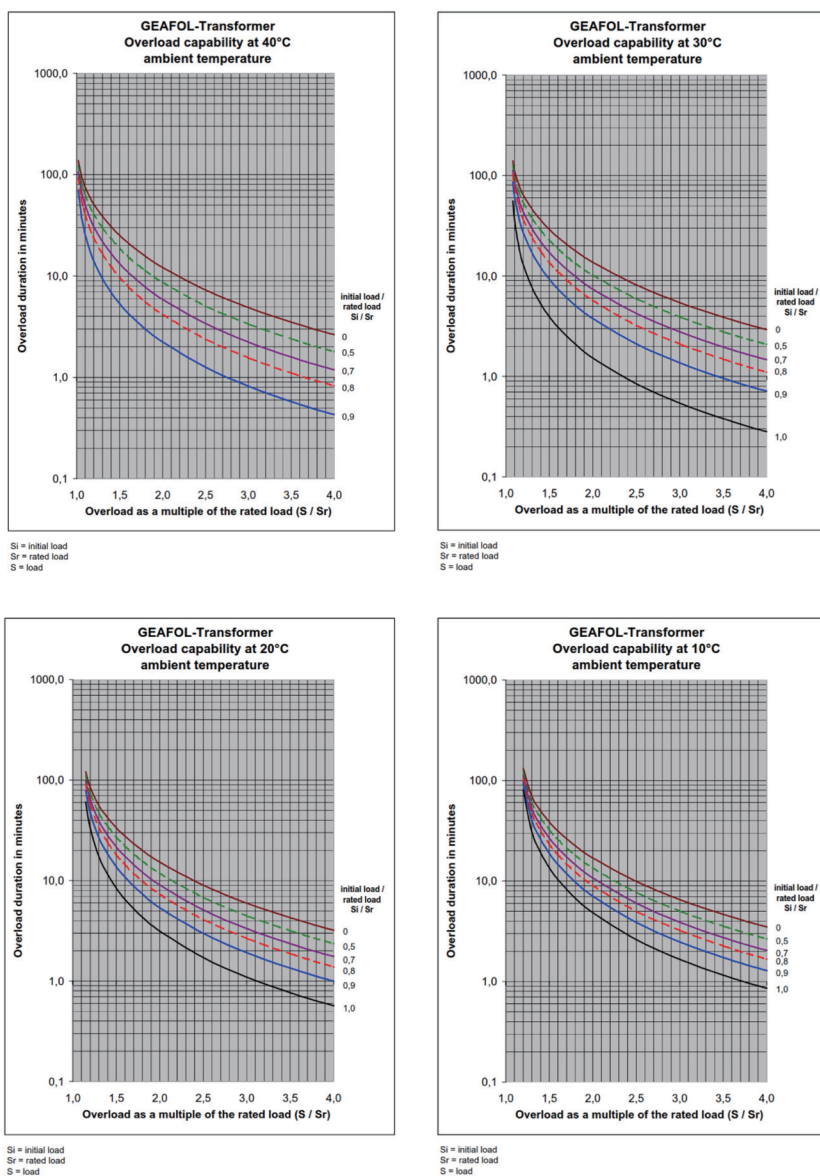 GEAFOL-Transformer
Overload capability at 40°C
ambient temperature
1000,0
100,0
10,0
1,0
0,1
Overload duration in minutes
initial load /
rated load
Si / Sr
0
0,5
0,7
0,8
0,9
1,0 1,5 2,0 2,5 3,0 3,5 4,0
Overload as a multiple of the rated load (S / Sr)
Si = initial load
Sr = rated load
S = load
GEAFOL-Transformer
Overload capability at 30°C
ambient temperature
1000,0
100,0
10,0
1,0
0,1
Overload duration in minutes
initial load /
rated load
Si / Sr
0
0,5
0,7
0,8
0,9
1,0
1,0 1,5 2,0 2,5 3,0 3,5 4,0
Overload as a multiple of the rated load (S / Sr)
Si = initial load
Sr = rated load
S = load
GEAFOL-Transformer
Overload capability at 20°C
ambient temperature
1000,0
100,0
10,0
1,0
0,1
Overload duration in minutes
initial load /
rated load
Si / Sr
0
0,5
0,7
0,8
0,9
1,0
1,0 1,5 2,0 2,5 3,0 3,5 4,0
Overload as a multiple of the rated load (S / Sr)
Si = initial load
Sr = rated load
S = load
GEAFOL-Transformer
Overload capability at 10°C
ambient temperature
1000,0
100,0
10,0
1,0
0,1
Overload duration in minutes
initial load /
rated load
Si / Sr
0
0,5
0,7
0,8
0,9
1,0
1,0 1,5 2,0 2,5 3,0 3,5 4,0
Overload as a multiple of the rated load (S / Sr)
Si = initial load
Sr = rated load
S = load